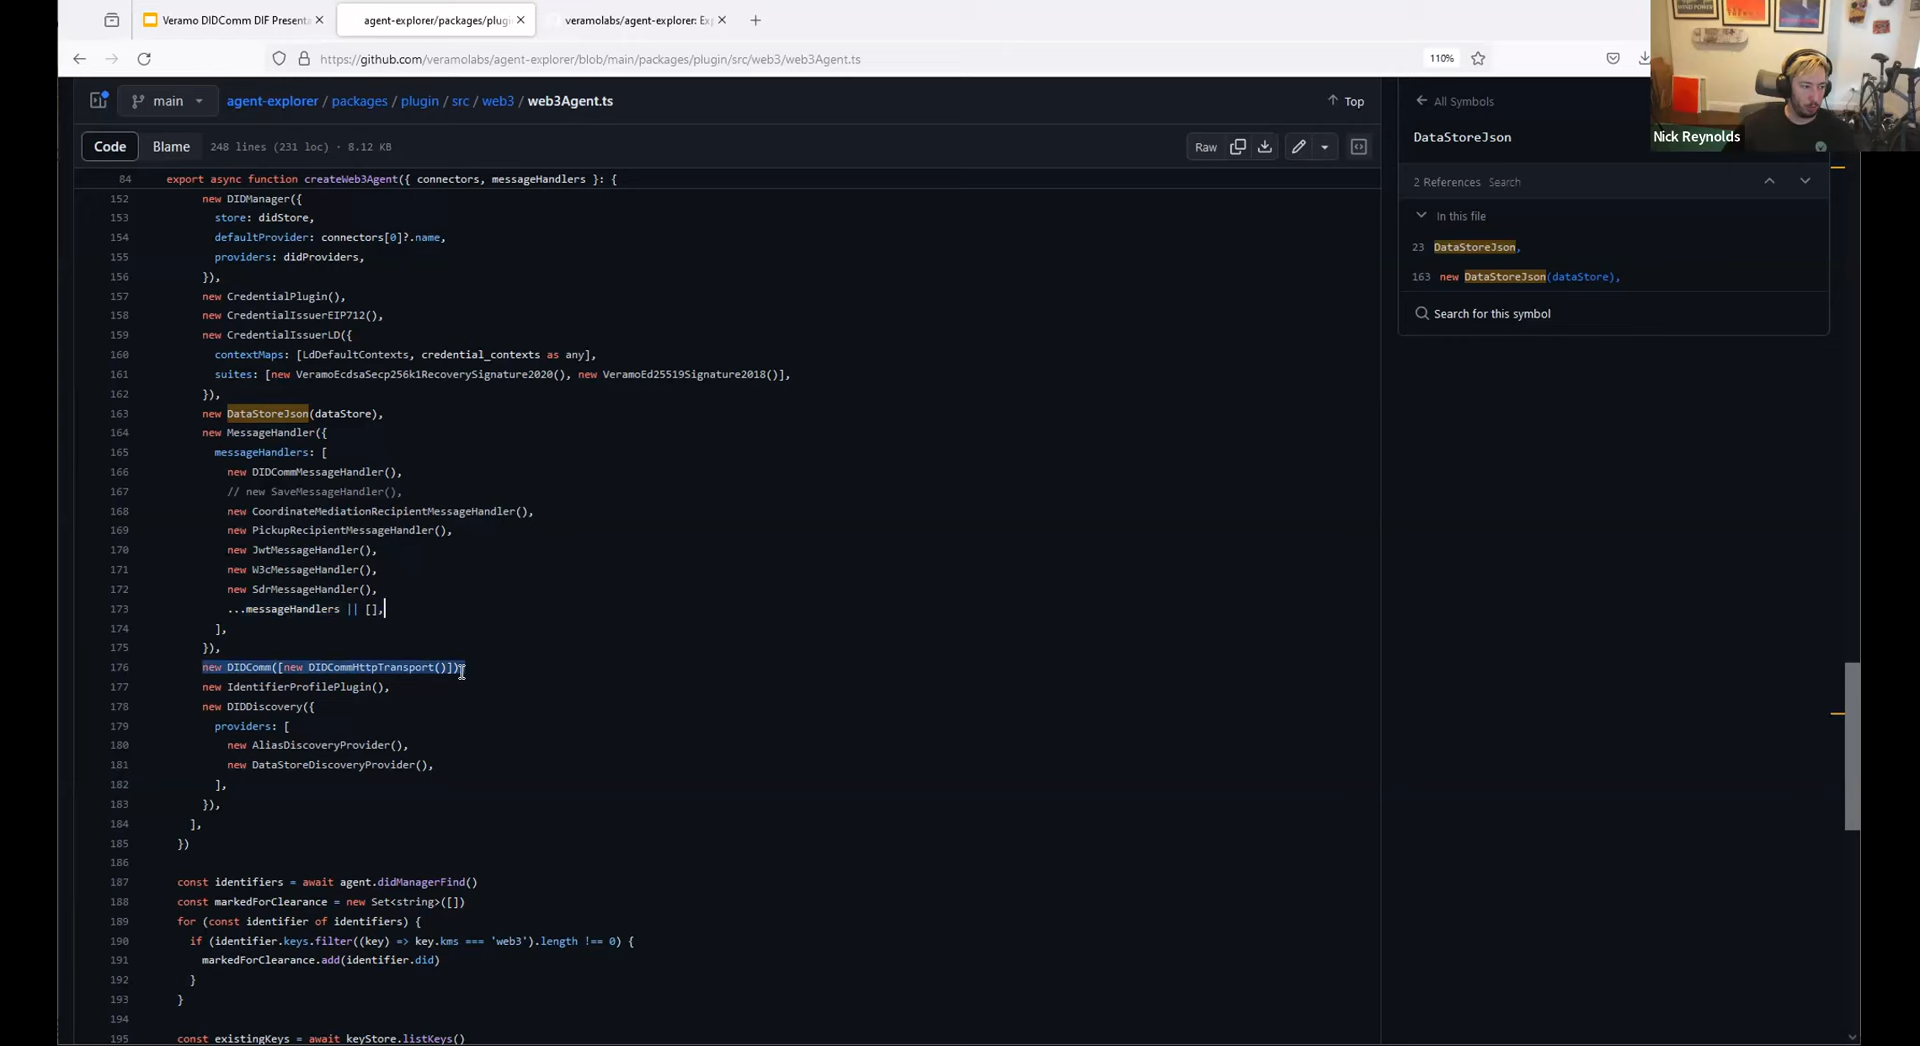 Veramo DIDComm DIF Presenta
agent-explorer/packages/plugi
veramolabs/agent-explorer: Ex
https://github.com/veramolabs/agent-explorer/blob/main/packages/plugin/src/web3/web3Agent.ts
110%
main
agent-explorer / packages / plugin / src / web3 / web3Agent.ts
Top
Code
Blame
248 lines (231 loc) · 8.12 KB
Raw
84 export async function createWeb3Agent({ connectors, messageHandlers }: {
152 new DIDManager({
153 store: didStore,
154 defaultProvider: connectors[0]?.name,
155 providers: didProviders,
156 }),
157 new CredentialPlugin(),
158 new CredentialIssuerEIP712(),
159 new CredentialIssuerLD({
160 contextMaps: [LdDefaultContexts, credential_contexts as any],
161 suites: [new VeramoEcdsaSecp256k1RecoverySignature2020(), new VeramoEd25519Signature2018()],
162 }),
163 new DataStoreJson(dataStore),
164 new MessageHandler({
165 messageHandlers: [
166 new DIDCommMessageHandler(),
167 // new SaveMessageHandler(),
168 new CoordinateMediationRecipientMessageHandler(),
169 new PickupRecipientMessageHandler(),
170 new JwtMessageHandler(),
171 new W3cMessageHandler(),
172 new SdrMessageHandler(),
173 ...messageHandlers || [],
174 ],
175 }),
176 new DIDComm([new DIDCommHttpTransport()]),
177 new IdentifierProfilePlugin(),
178 new DIDDiscovery({
179 providers: [
180 new AliasDiscoveryProvider(),
181 new DataStoreDiscoveryProvider(),
182 ],
183 }),
184 ],
185 })
186
187 const identifiers = await agent.didManagerFind()
188 const markedForClearance = new Set<string>([])
189 for (const identifier of identifiers) {
190 if (identifier.keys.filter((key) => key.kms === 'web3').length !== 0) {
191 markedForClearance.add(identifier.did)
192 }
193 }
194
195 const existingKeys = await keyStore.listKeys()
All Symbols
DataStoreJson
2 References Search
In this file
23 DataStoreJson,
163 new DataStoreJson(dataStore),
Search for this symbol
Nick Reynolds